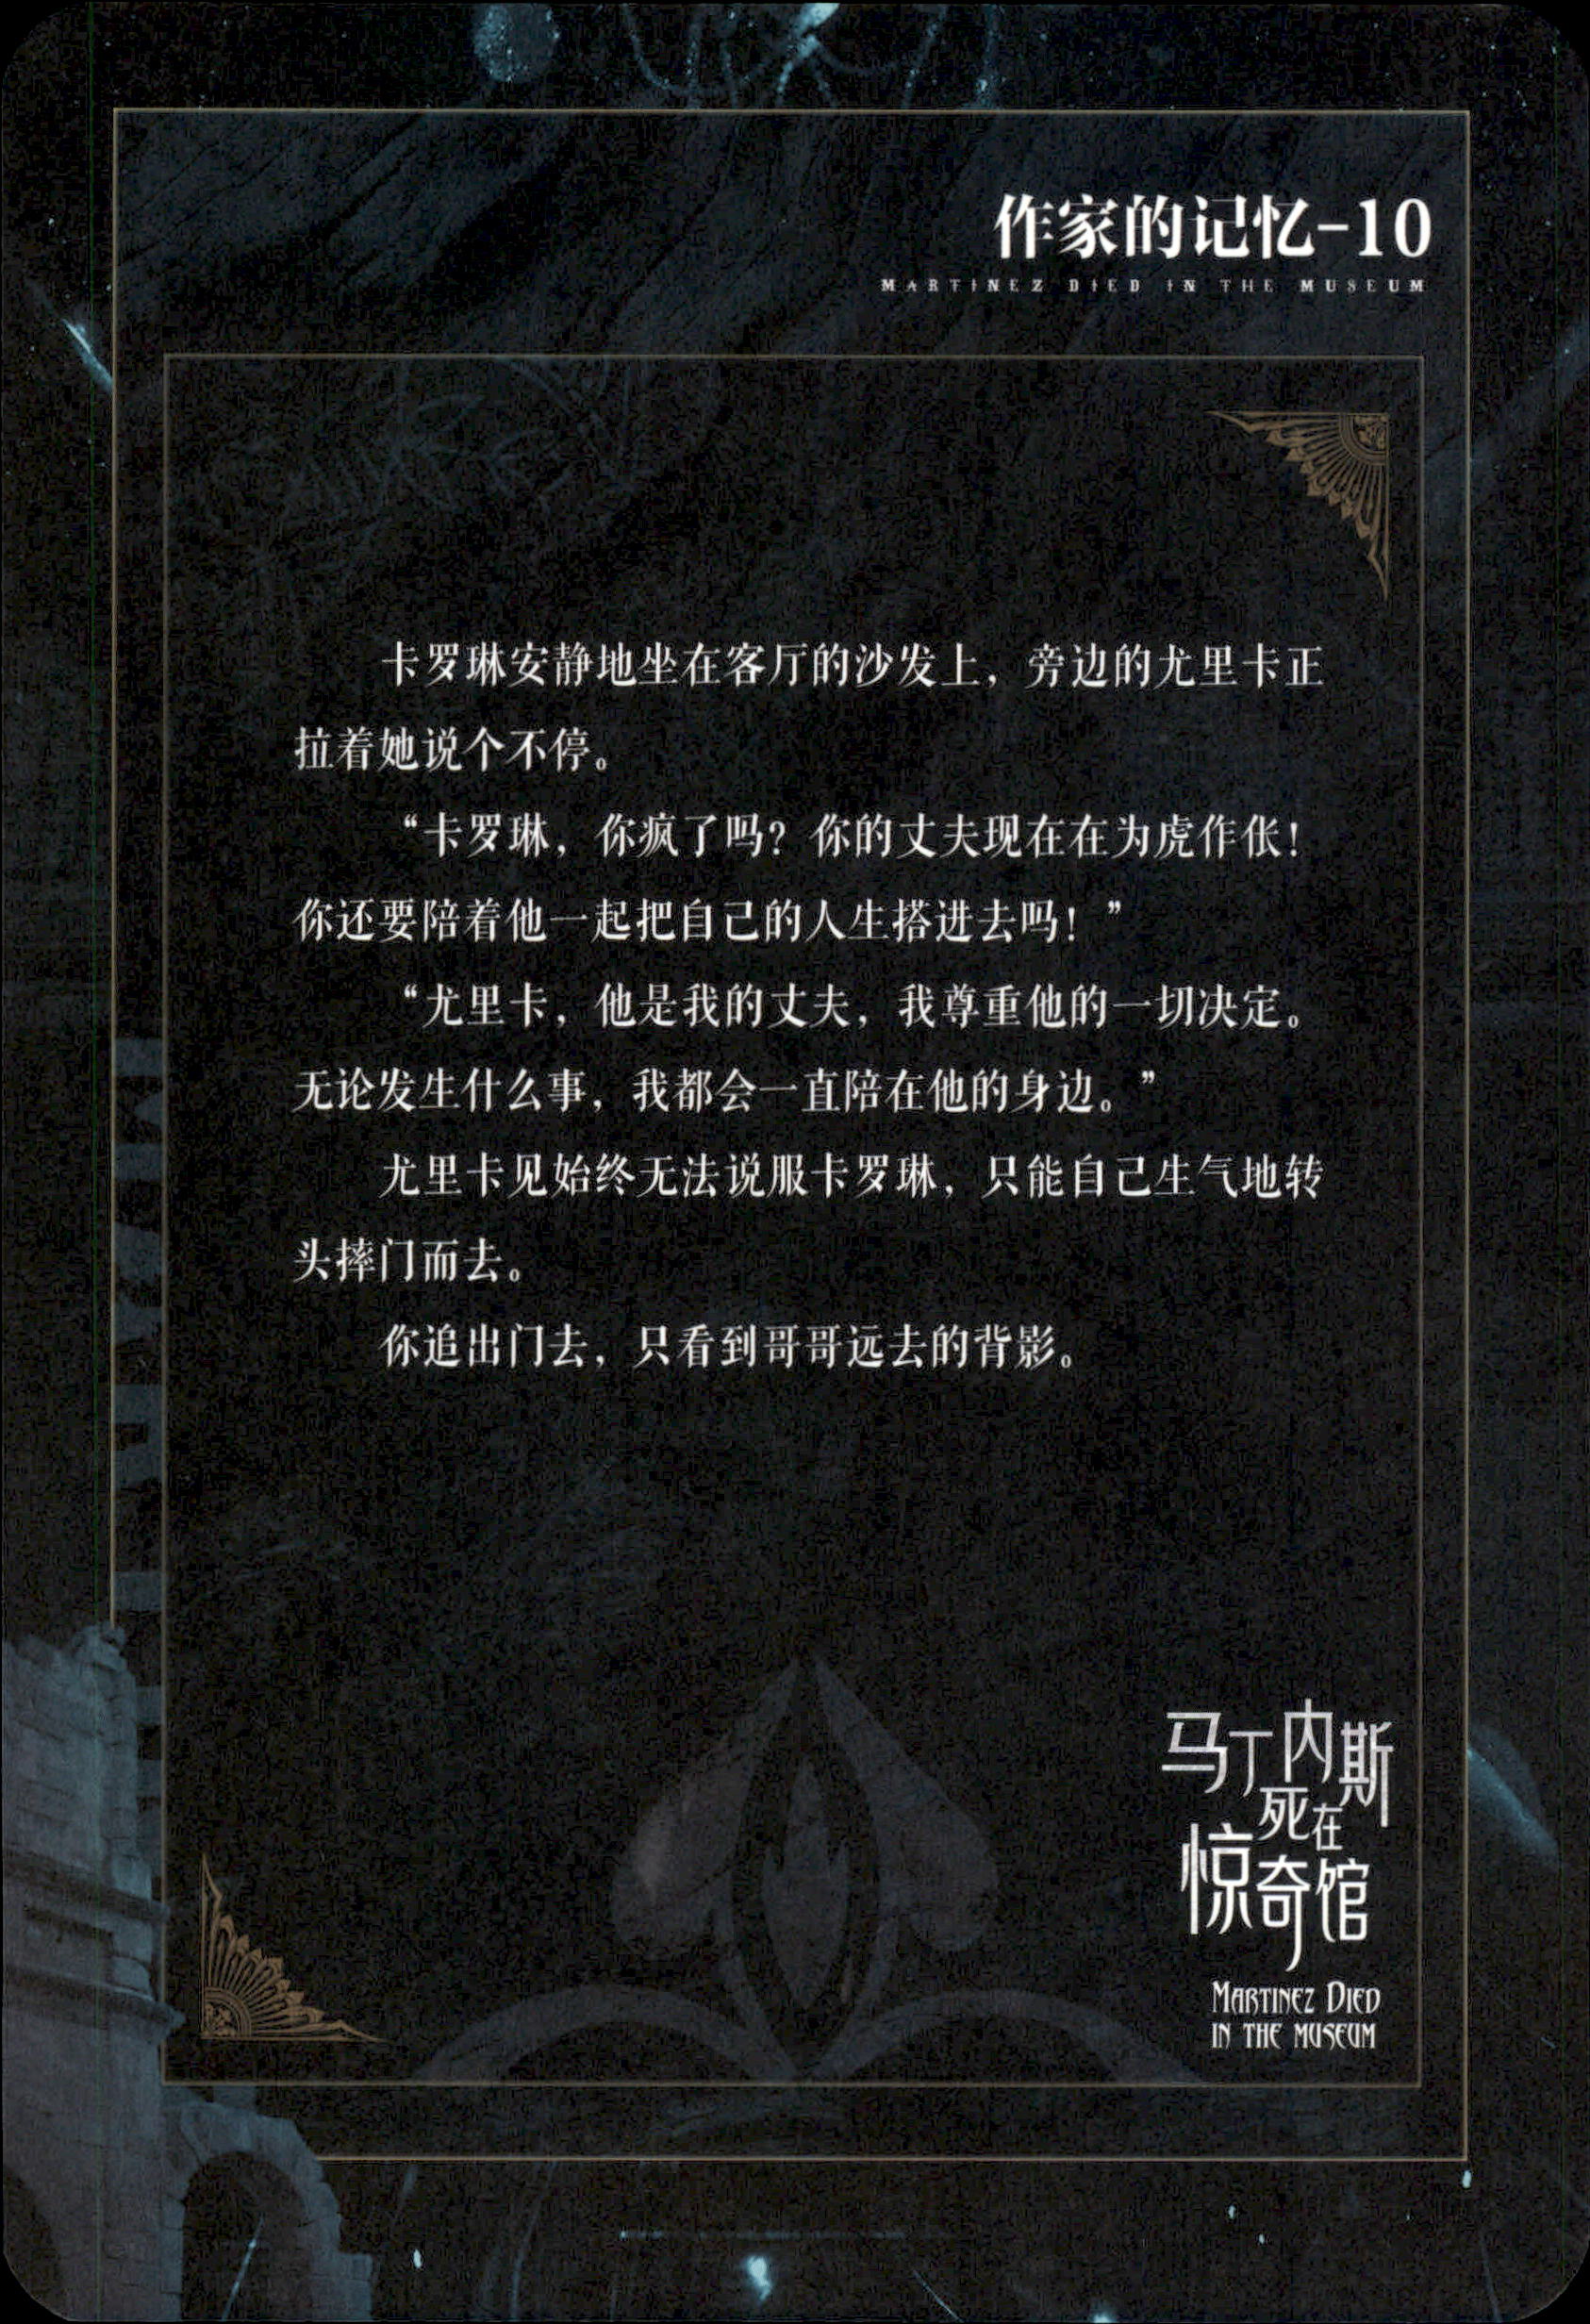 作家的记忆-10
MARTINEZ DIED IN THE MUSEUM
卡罗琳安静地坐在客厅的沙发上，旁边的尤里卡正
拉着她说个不停。
“卡罗琳，你疯了吗？你的丈夫现在在为虎作伥！
你还要陪着他一起把自己的人生搭进去吗！”
“尤里卡，他是我的丈夫，我尊重他的一切决定。
无论发生什么事，我都会一直陪在他的身边。”
尤里卡见始终无法说服卡罗琳，只能自己生气地转
头摔门而去。
你追出门去，只看到哥哥远去的背影。
马丁内斯
死在
惊奇馆
MARTINEZ DIED
IN THE MUSEUM